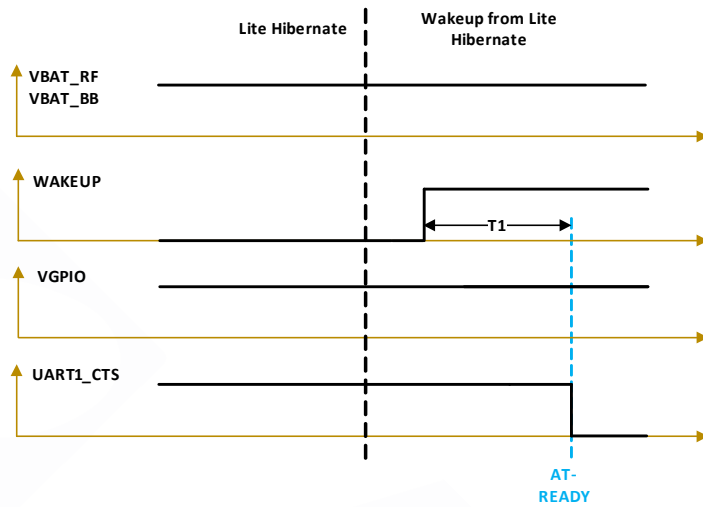 Lite Hibernate
Wakeup from Lite
Hibernate
VBAT_RF
VBAT_BB
WAKEUP
T1
VGPIO
UART1_CTS
AT-
READY